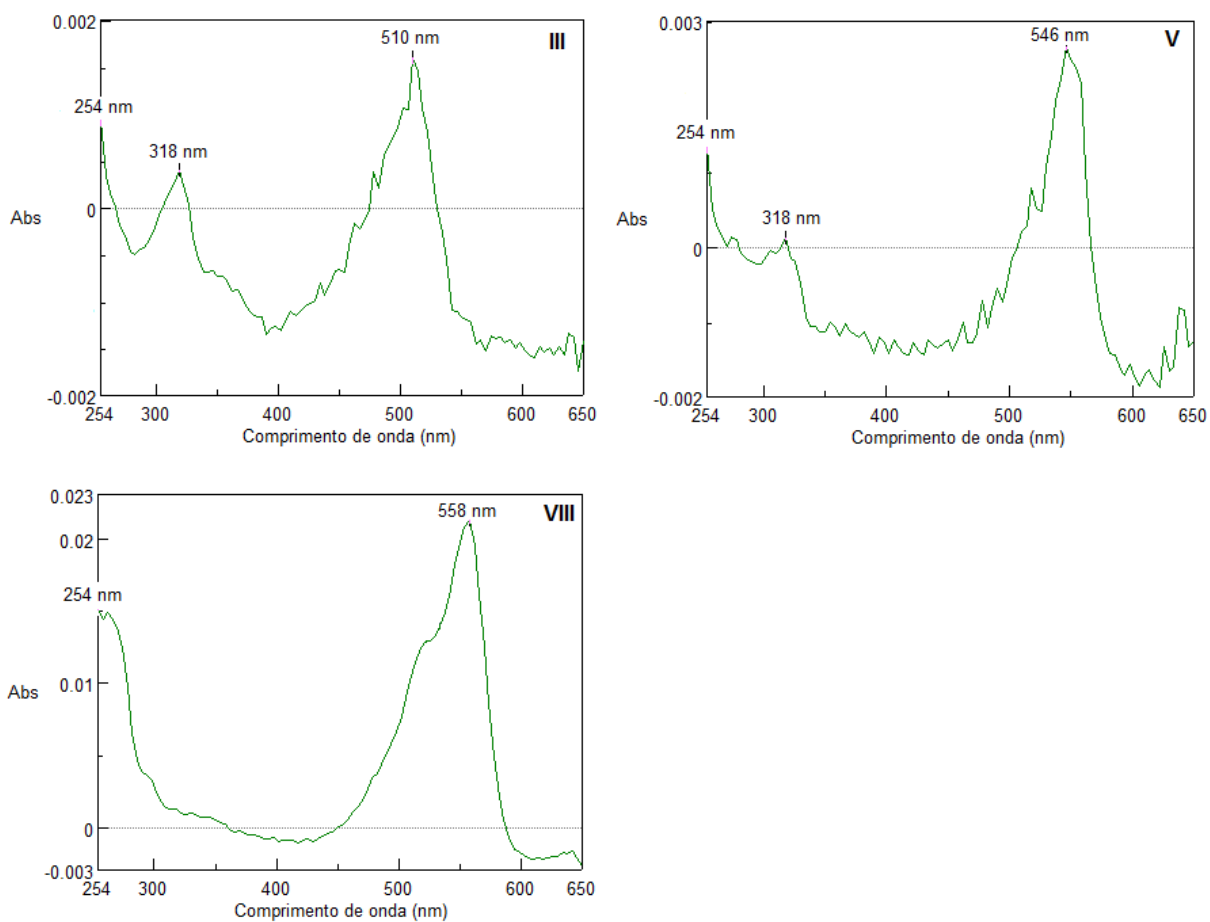 0.002
510 nm
III
254 nm
318 nm
Abs
0
-0.002
254
300
400
500
600
650
Comprimento de onda (nm)
0.003
546 nm
V
254 nm
318 nm
Abs
0
-0.002
254
300
400
500
600
650
Comprimento de onda (nm)
0.023
558 nm
VIII
0.02
254 nm
Abs
0.01
0
-0.003
254
300
400
500
600
650
Comprimento de onda (nm)